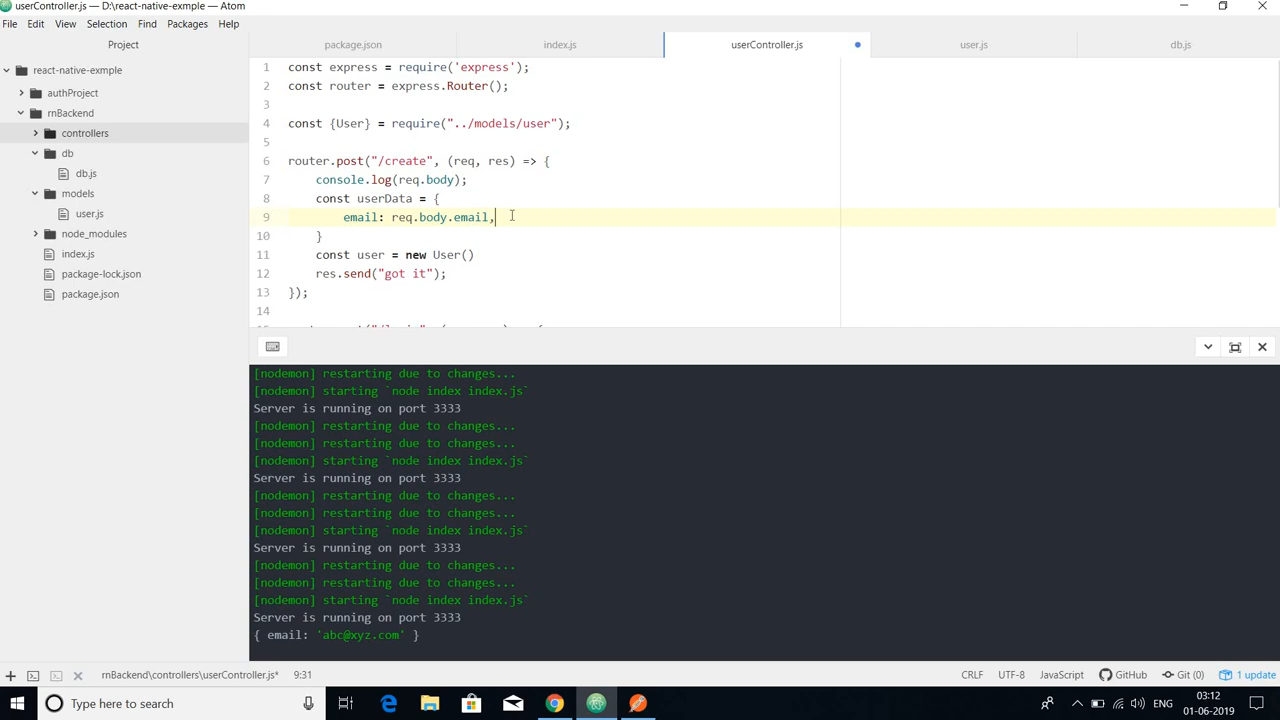 userController.js — D:\react-native-exmple — Atom
File Edit View Selection Find Packages Help
Project
package.json
index.js
userController.js
user.js
db.js
react-native-exmple
authProject
rnBackend
controllers
db
db.js
models
user.js
node_modules
index.js
package-lock.json
package.json
1 const express = require('express');
2 const router = express.Router();
3
4 const {User} = require("../models/user");
5
6 router.post("/create", (req, res) => {
7 console.log(req.body);
8 const userData = {
9 email: req.body.email,
10 }
11 const user = new User()
12 res.send("got it");
13 });
14
[nodemon] restarting due to changes...
[nodemon] starting `node index index.js`
Server is running on port 3333
[nodemon] restarting due to changes...
[nodemon] restarting due to changes...
[nodemon] starting `node index index.js`
Server is running on port 3333
[nodemon] restarting due to changes...
[nodemon] restarting due to changes...
[nodemon] starting `node index index.js`
Server is running on port 3333
[nodemon] restarting due to changes...
[nodemon] restarting due to changes...
[nodemon] starting `node index index.js`
Server is running on port 3333
{ email: 'abc@xyz.com' }
rnBackend\controllers\userController.js* 9:31 CRLF UTF-8 JavaScript GitHub Git (0) 1 update
Type here to search
ENG
03:12
01-06-2019